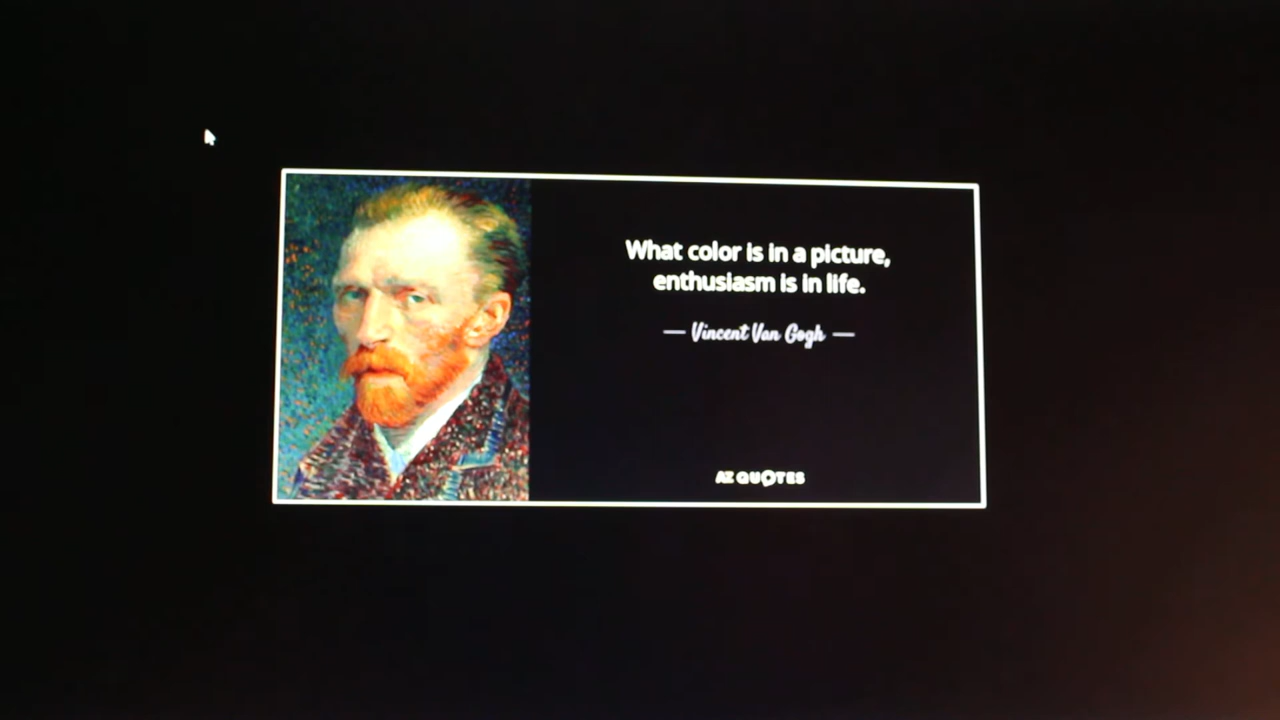 What color is in a picture,
enthusiasm is in life.
— Vincent Van Gogh —
AZ QUOTES